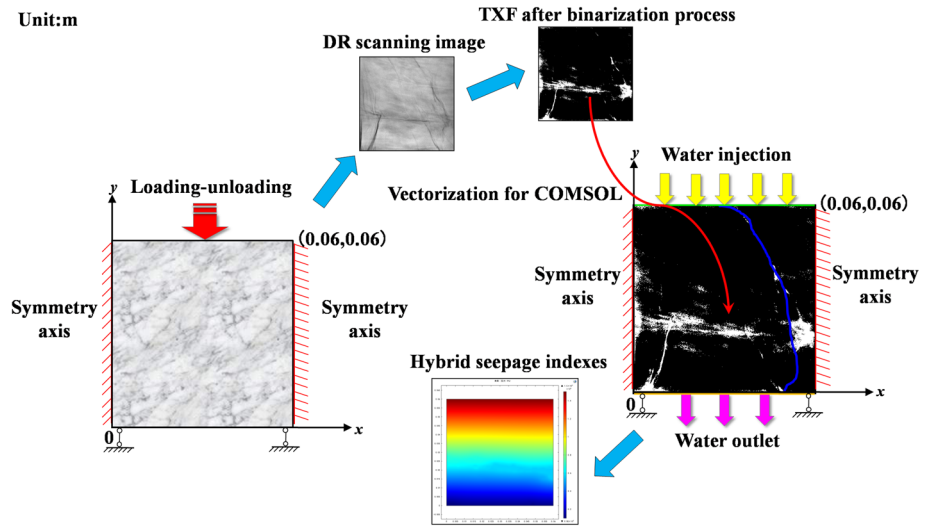 Unit:m
TXF after binarization process
DR scanning image
Loading-unloading
y
(0.06,0.06)
Symmetry
axis
Symmetry
axis
0
x
Vectorization for COMSOL
y
Water injection
(0.06,0.06)
Symmetry
axis
Symmetry
axis
0
x
Water outlet
Hybrid seepage indexes